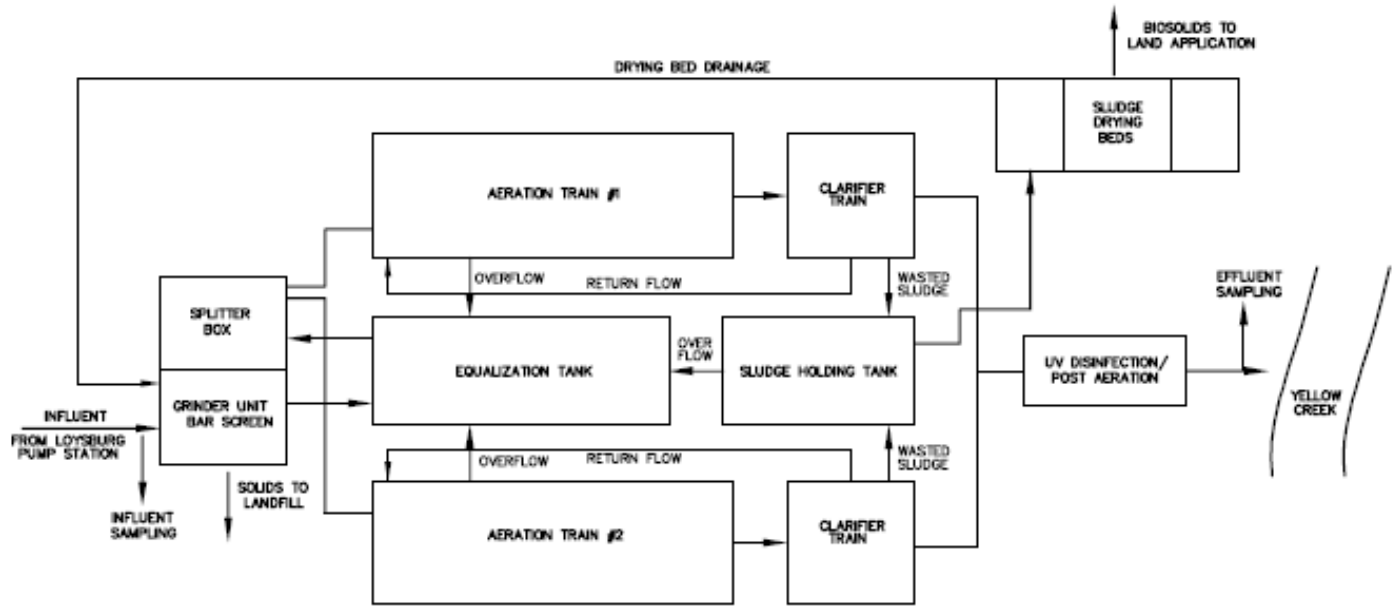 BIOSOLIDS TO
LAND APPLICATION
DRYING BED DRAINAGE
SLUDGE
DRYING
BEDS
AERATION TRAIN #1
CLARIFIER
TRAIN
OVERFLOW
RETURN FLOW
WASTED
SLUDGE
EFFLUENT
SAMPLING
SPLITTER
BOX
EQUALIZATION TANK
OVER
FLOW
SLUDGE HOLDING TANK
UV DISINFECTION/
POST AERATION
YELLOW
CREEK
GRINDER UNIT
BAR SCREEN
INFLUENT
FROM LOYSBURG
PUMP STATION
INFLUENT
SAMPLING
SOLIDS TO
LANDFILL
OVERFLOW
RETURN FLOW
WASTED
SLUDGE
AERATION TRAIN #2
CLARIFIER
TRAIN